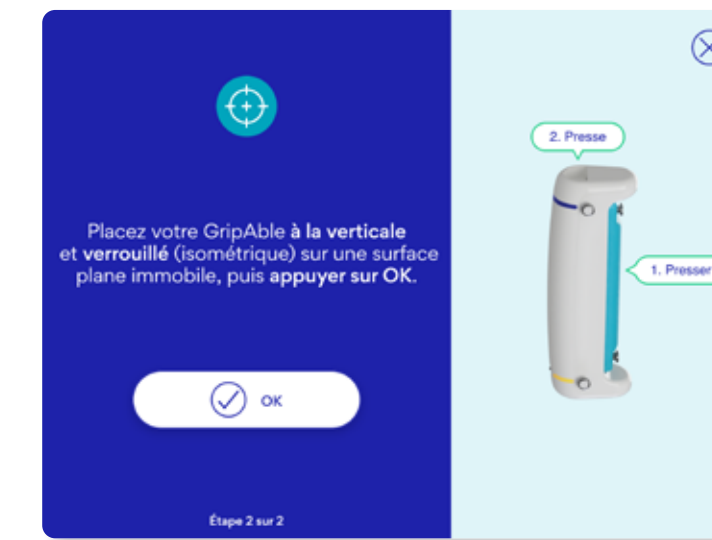 Placez votre GripAble à la verticale
et verrouillé (isométrique) sur une surface
plane immobile, puis appuyer sur OK.
OK
Étape 2 sur 2
2. Presse
1. Presser